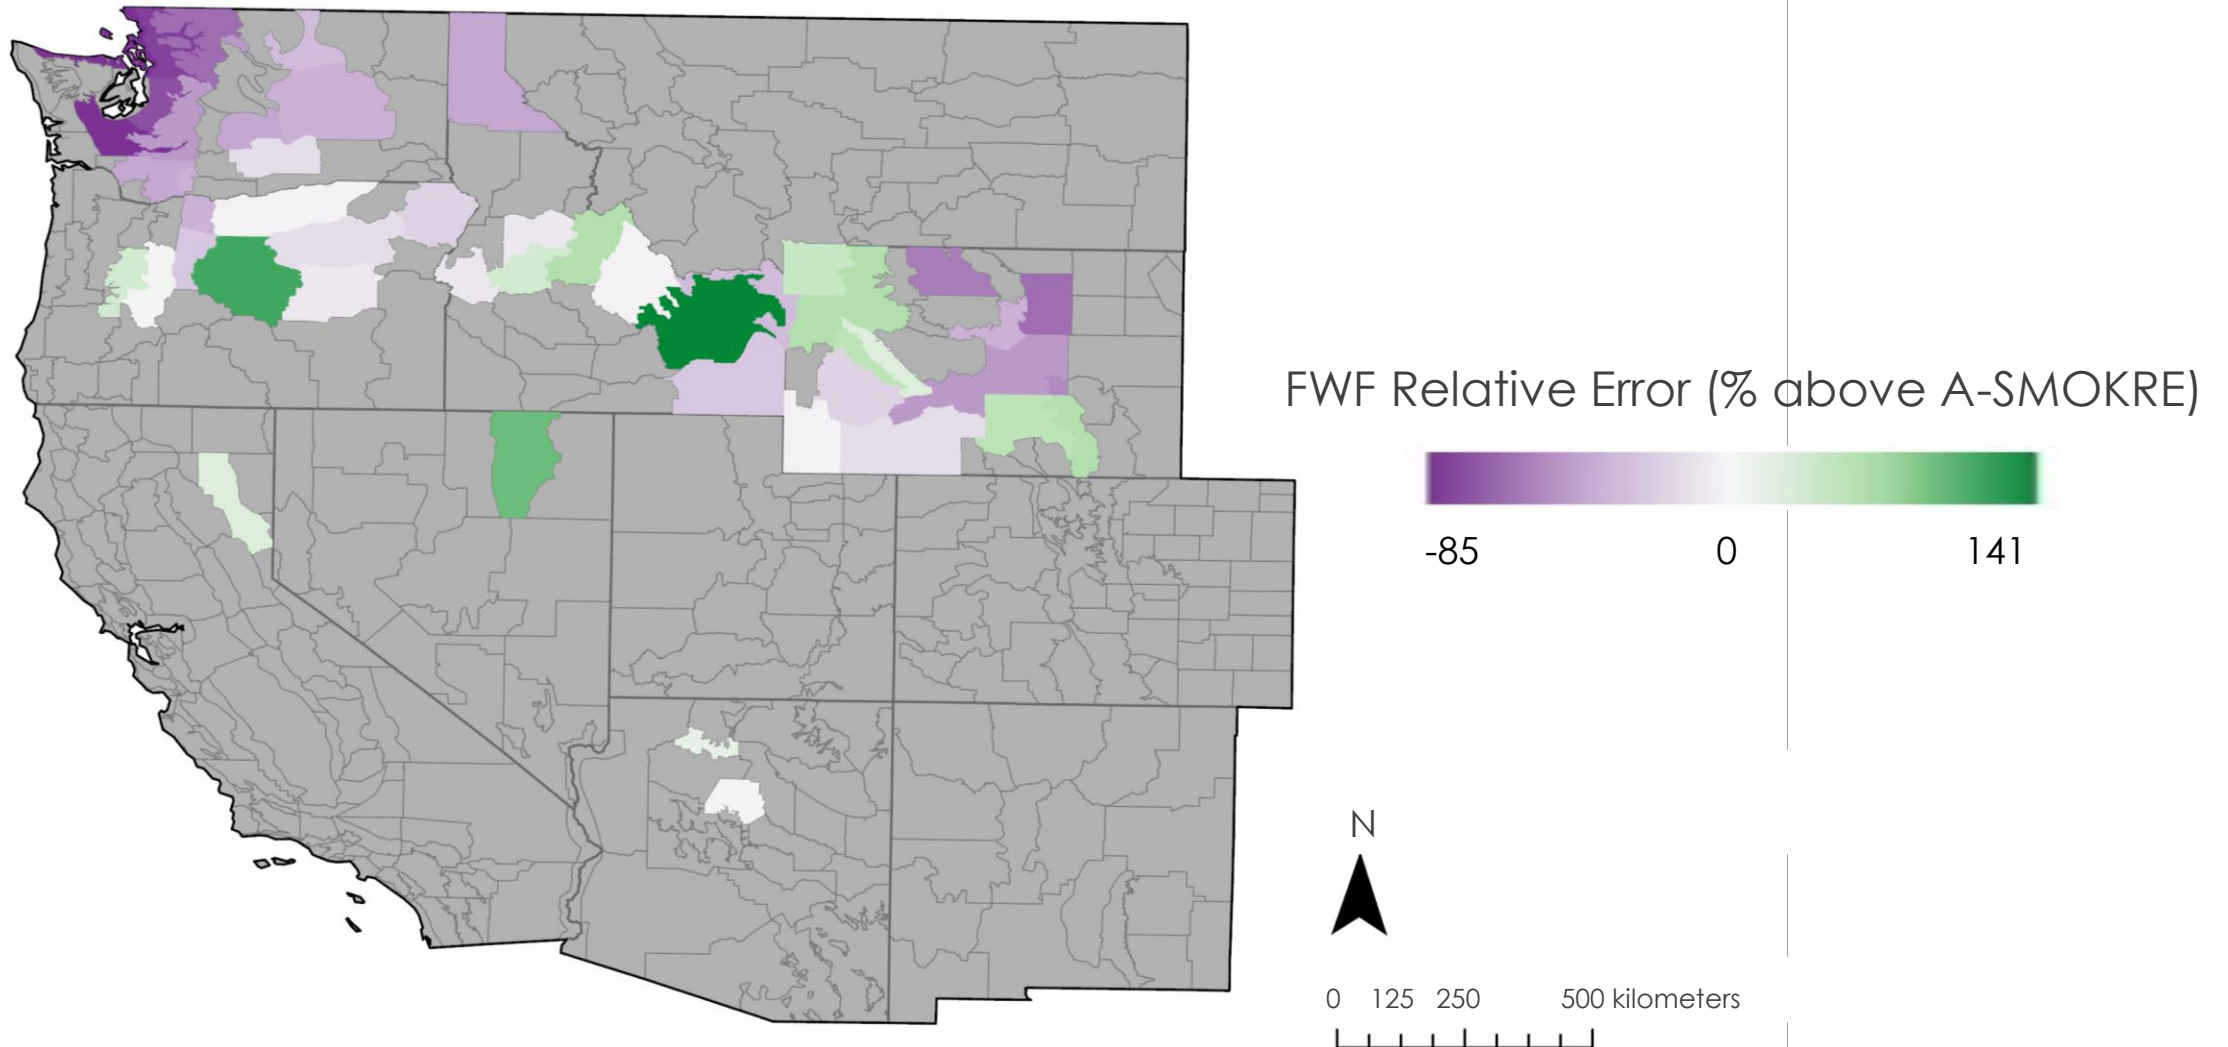 FWF Relative Error (% above A-SMOKRE)
-85 0 141
N
0 125 250 500 kilometers